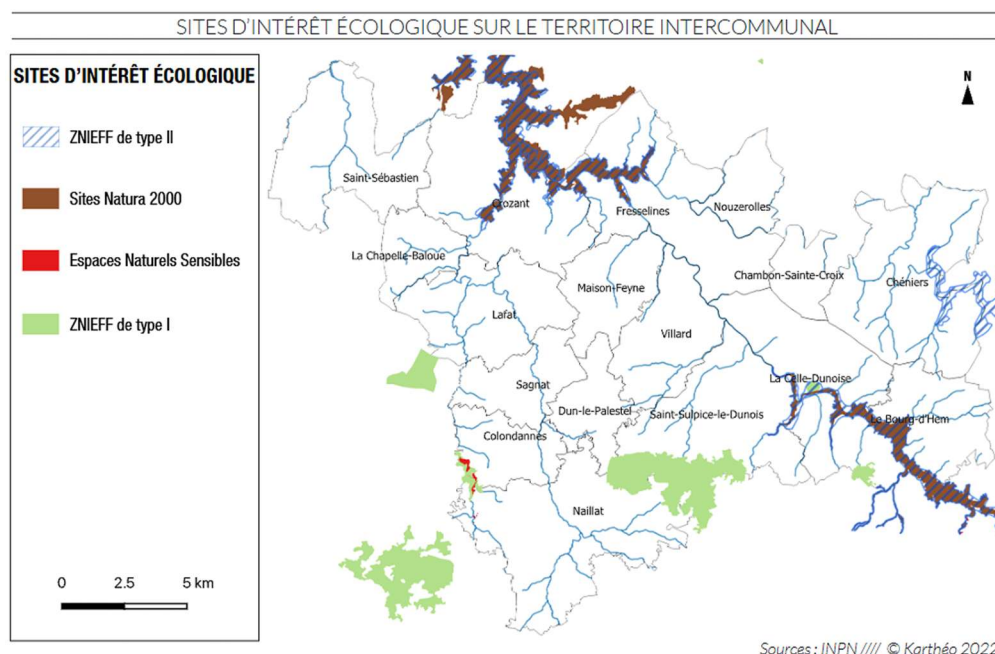 SITES D'INTÉRÊT ÉCOLOGIQUE SUR LE TERRITOIRE INTERCOMMUNAL
SITES D'INTÉRÊT ÉCOLOGIQUE
ZNIEFF de type II
Sites Natura 2000
Espaces Naturels Sensibles
ZNIEFF de type I
0 2.5 5 km
N
Saint-Sébastien
Crozant
Fresselines
Nouzerolles
La Chapelle-Baloue
Maison-Feyne
Chambon-Sainte-Croix
Chéniers
Lafat
Villard
Sagnat
La Celle-Dunoise
Dun-le-Palestel
Saint-Sulpice-le-Dunois
Le Bourg-d'Hem
Colondannes
Naillat
Sources : INPN //// © Karthéo 2022